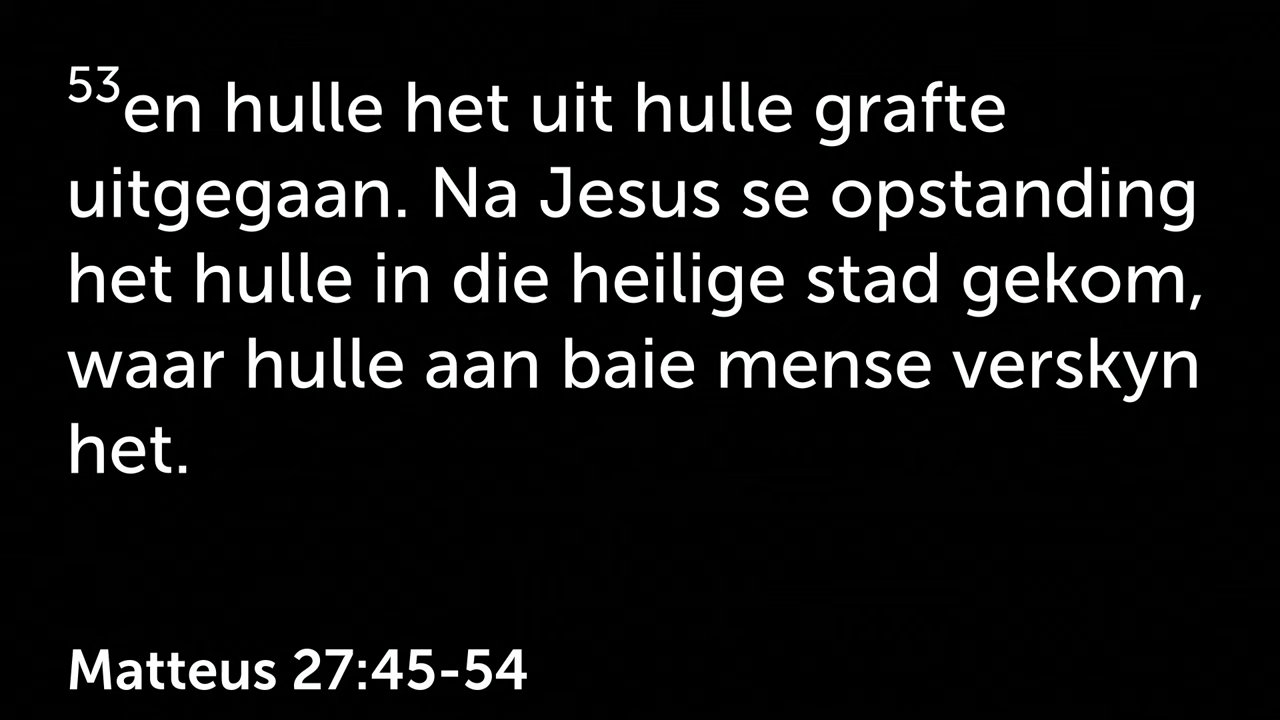 53en hulle het uit hulle grafte
uitgegaan. Na Jesus se opstanding
het hulle in die heilige stad gekom,
waar hulle aan baie mense verskyn
het.
Matteus 27:45-54